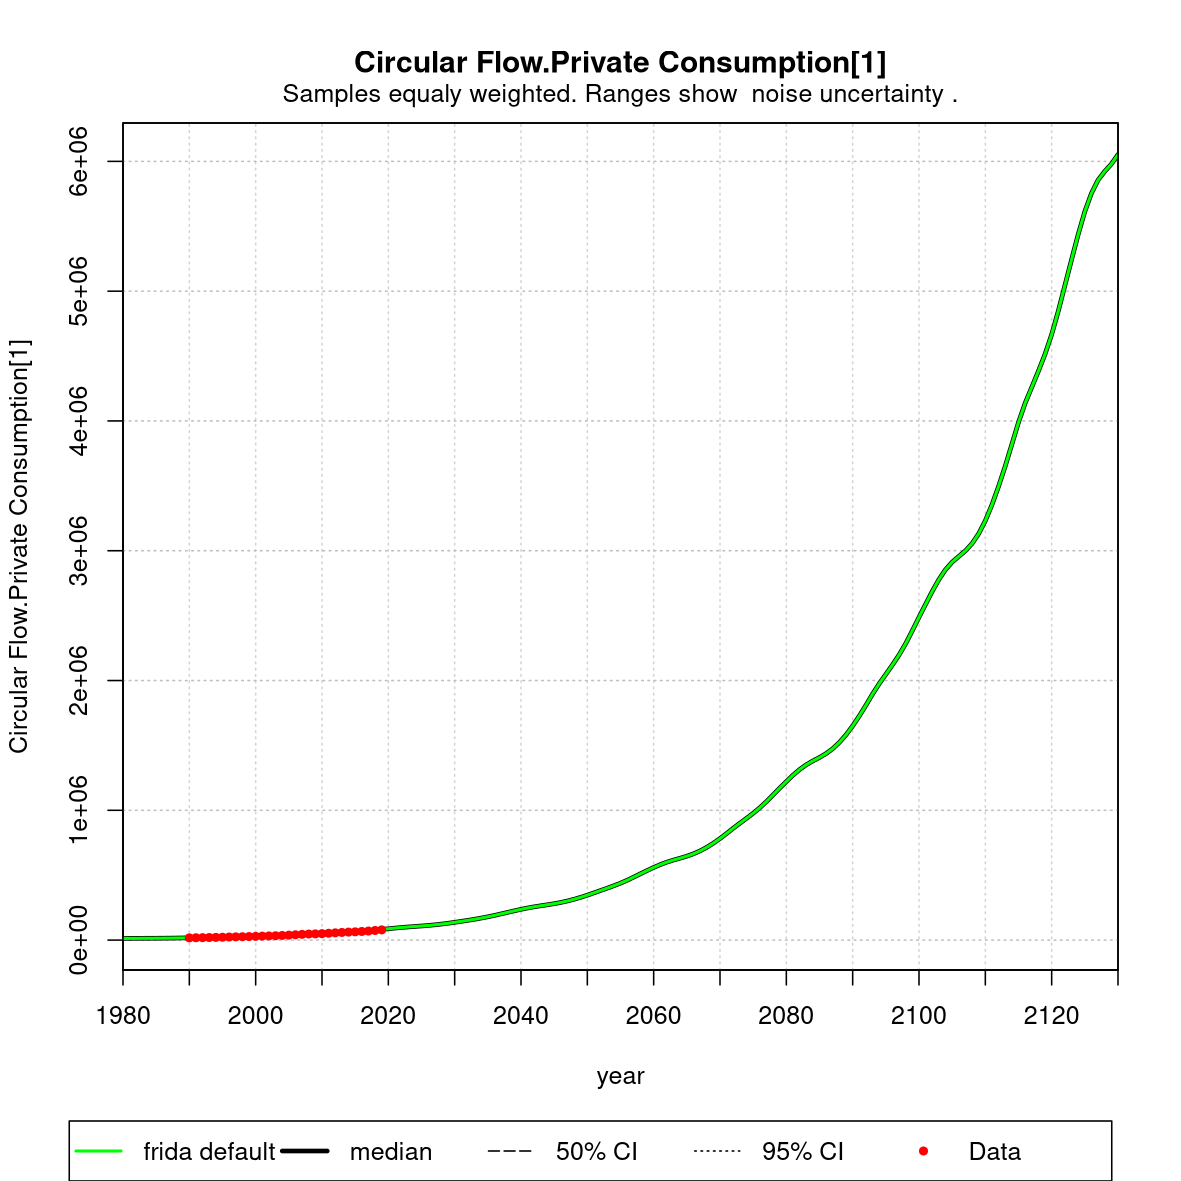 Circular Flow.Private Consumption[1]
Samples equaly weighted. Ranges show  noise uncertainty .
Circular Flow.Private Consumption[1]
6e+06
5e+06
4e+06
3e+06
2e+06
1e+06
0e+00
1980 2000 2020 2040 2060 2080 2100 2120
year
frida default median 50% CI 95% CI Data